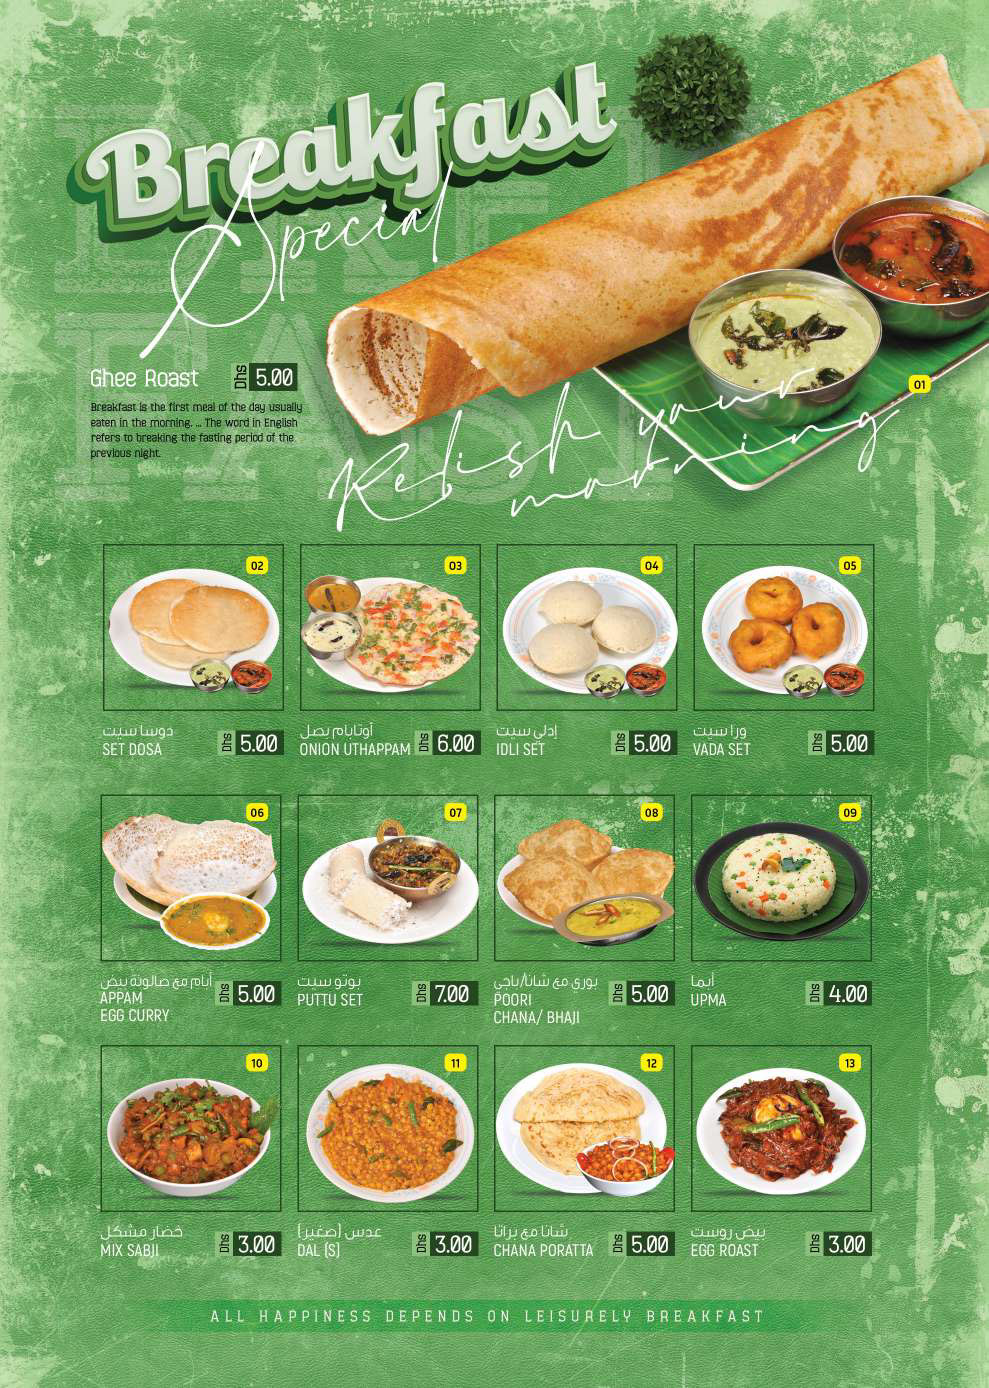 Breakfast
Special
Ghee Roast
Dhs 5.00
Breakfast is the first meal of the day usually
eaten in the morning. ... The word in English
refers to breaking the fasting period of the
previous night.
01
Relish your
morning
02
دوسا سيت
SET DOSA
Dhs 5.00
03
أوتابام بصل
ONION UTHAPPAM
Dhs 6.00
04
إدلي سيت
IDLI SET
Dhs 5.00
05
ورا سيت
VADA SET
Dhs 5.00
06
أبام مع صالونة بيض
APPAM
EGG CURRY
Dhs 5.00
07
بوتو سيت
PUTTU SET
Dhs 7.00
08
بوري مع شانا/باجي
POORI
CHANA/ BHAJI
Dhs 5.00
09
أبما
UPMA
Dhs 4.00
10
خضار مشكل
MIX SABJI
Dhs 3.00
11
عدس (صغير)
DAL (S)
Dhs 3.00
12
شانا مع براتا
CHANA PORATTA
Dhs 5.00
13
بيض روست
EGG ROAST
Dhs 3.00
ALL HAPPINESS DEPENDS ON LEISURELY BREAKFAST